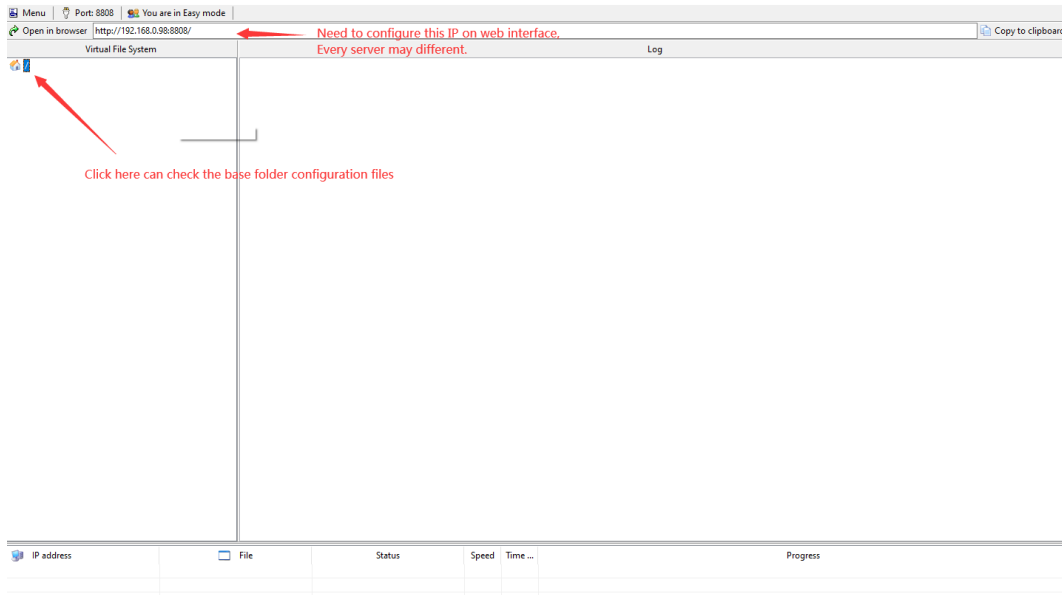 Menu Port: 8808 You are in Easy mode
Open in browser http://192.168.0.98:8808/ Copy to clipboard
Need to configure this IP on web interface,
Every server may different.
Virtual File System Log
/
Click here can check the base folder configuration files
IP address File Status Speed Time ... Progress